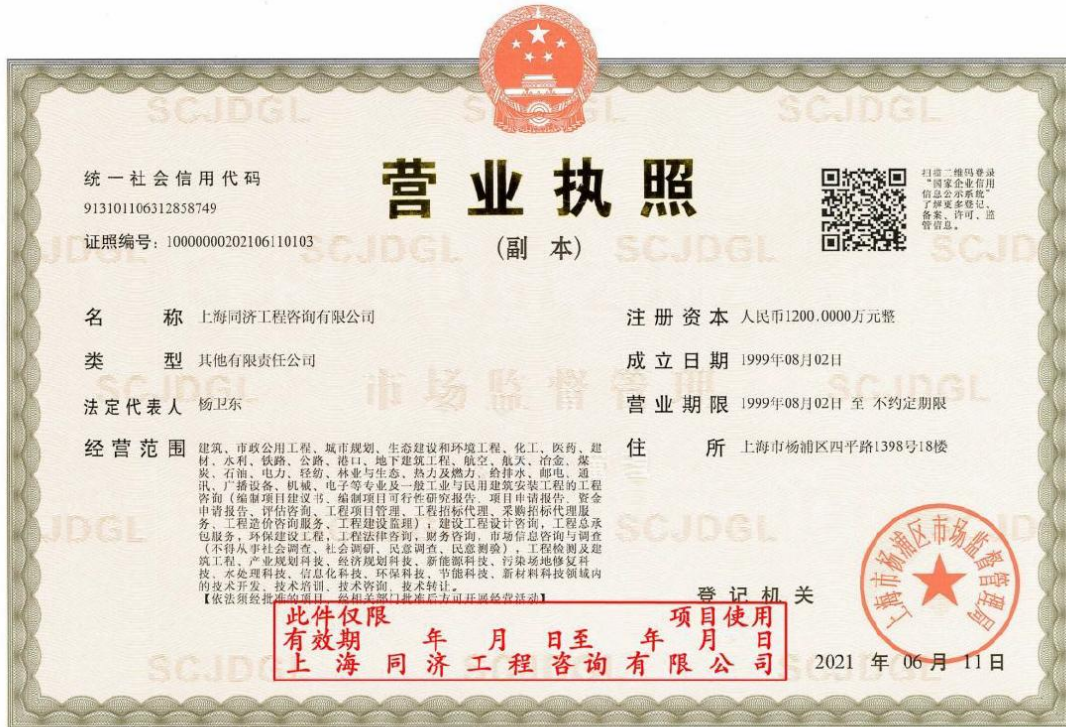 统一社会信用代码
913101106312858749
证照编号：10000000202106110103
营业执照
(副 本)
扫描二维码登录
“国家企业信用
信息公示系统”
了解更多登记、
备案、许可、监
管信息。
名 称 上海同济工程咨询有限公司
类 型 其他有限责任公司
法定代表人 杨卫东
经营范围 建筑、市政公用工程、城市规划、生态建设和环境工程、化工、医药、建
材、水利、铁路、公路、港口、地下建筑工程、航空、航天、冶金、煤
炭、石油、电力、轻纺、林业与生态、热力及燃力、给排水、邮电、通
讯、广播设备、机械、电子等专业及一般工业与民用建筑安装工程的工程
咨询（编制项目建议书、编制项目可行性研究报告、项目申请报告、资金
申请报告、评估咨询、工程项目管理、工程招标代理、采购招标代理服
务、工程造价咨询服务、工程建设监理）；建设工程设计咨询，工程总承
包服务，环保建设工程，工程法律咨询，财务咨询，市场信息咨询与调查
（不得从事社会调查、社会调研、民意调查、民意测验），工程检测及建
筑工程、产业规划科技、经济规划科技、新能源科技、污染场地修复科
技、水处理科技、信息化科技、环保科技、节能科技、新材料科技领域内
的技术开发、技术培训、技术咨询、技术转让。
【依法须经批准的项目，经相关部门批准后方可开展经营活动】
注册资本 人民币1200.0000万元整
成立日期 1999年08月02日
营业期限 1999年08月02日 至 不约定期限
住 所 上海市杨浦区四平路1398号18楼
登记机关
上海市杨浦区市场监督管理局
2021 年 06 月 11 日
此件仅限 项目使用
有效期 年 月 日至 年 月 日
上海同济工程咨询有限公司
SCJDGL
市场监督管理